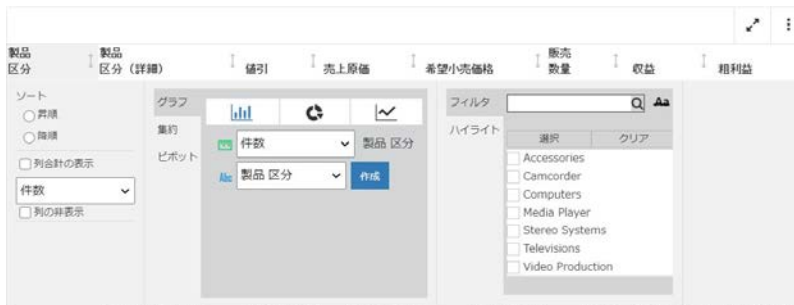 製品
区分
製品
区分（詳細）
値引
売上原価
希望小売価格
販売
数量
収益
粗利益
ソート
昇順
降順
列合計の表示
件数
列の非表示
グラフ
集約
ピボット
件数
製品 区分
Abc
製品 区分
作成
フィルタ
ハイライト
Aa
選択
クリア
Accessories
Camcorder
Computers
Media Player
Stereo Systems
Televisions
Video Production